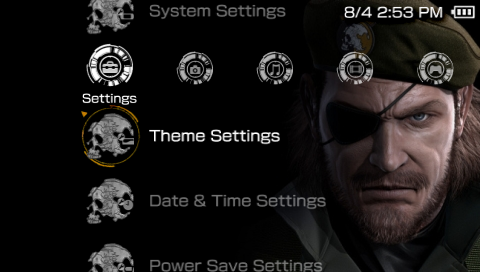 System Settings
8/4 2:53 PM
Settings
Theme Settings
Date & Time Settings
Power Save Settings